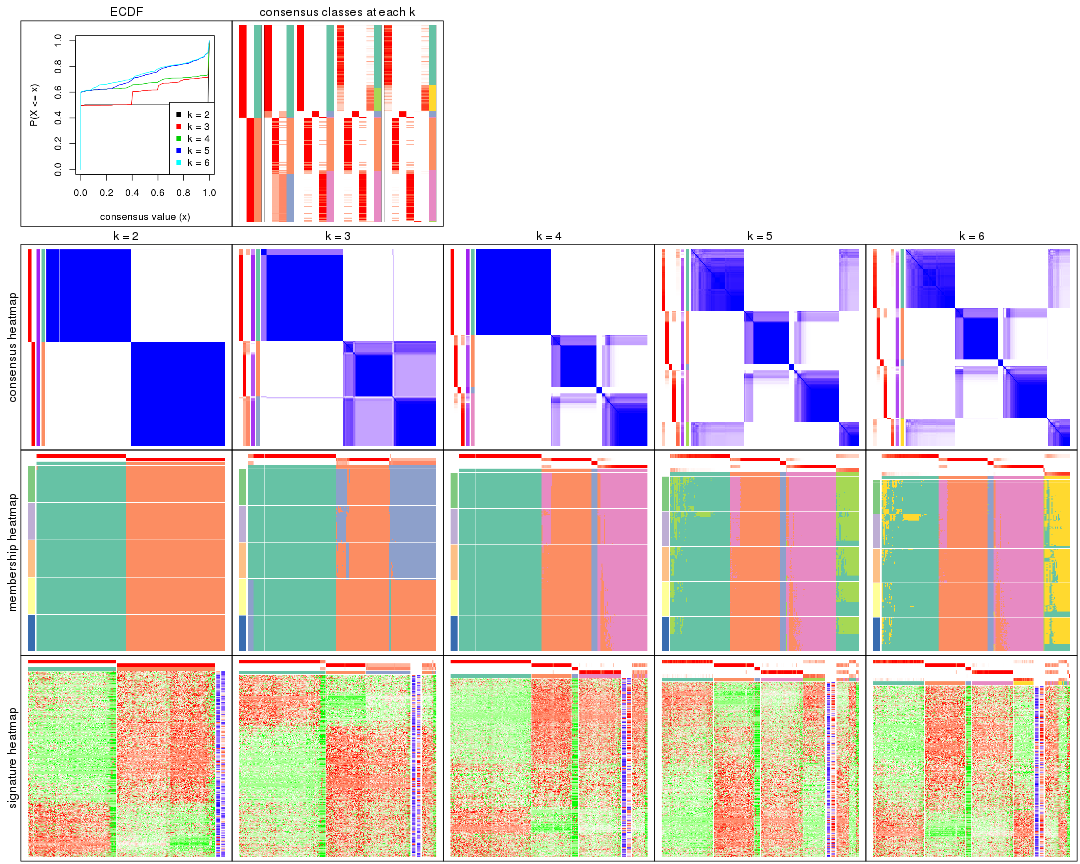 ECDF
consensus classes at each k
P(X <= x)
0.0 0.2 0.4 0.6 0.8 1.0
k = 2
k = 3
k = 4
k = 5
k = 6
0.0 0.2 0.4 0.6 0.8 1.0
consensus value (x)
k = 2
k = 3
k = 4
k = 5
k = 6
consensus heatmap
membership heatmap
signature heatmap